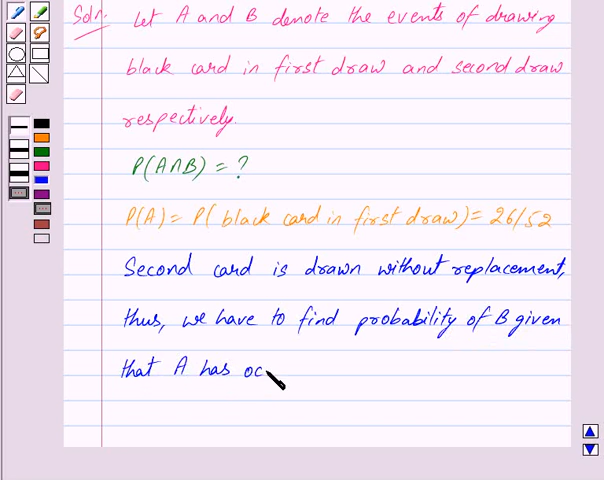 Soln: Let A and B denote the events of drawing
black card in first draw and second draw
respectively.
P(A∩B) = ?
P(A) = P( black card in first draw) = 26/52
Second card is drawn without replacement,
thus, we have to find probability of B given
that A has oc